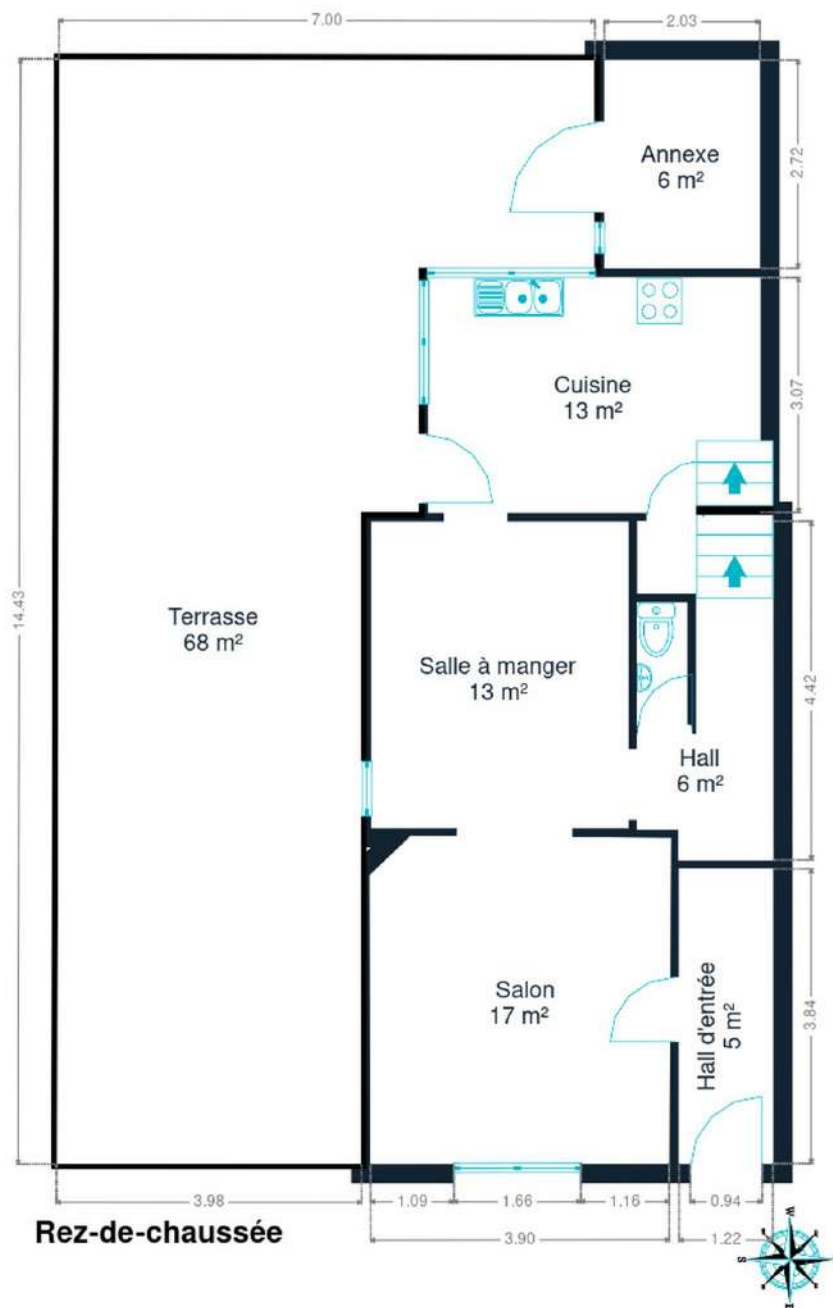 7.00
2.03
Annexe
6 m²
2.72
Cuisine
13 m²
3.07
14.43
Terrasse
68 m²
Salle à manger
13 m²
4.42
Hall
6 m²
Salon
17 m²
Hall d'entrée
5 m²
3.84
3.98
1.09
1.66
1.16
0.94
3.90
1.22
Rez-de-chaussée
W
S